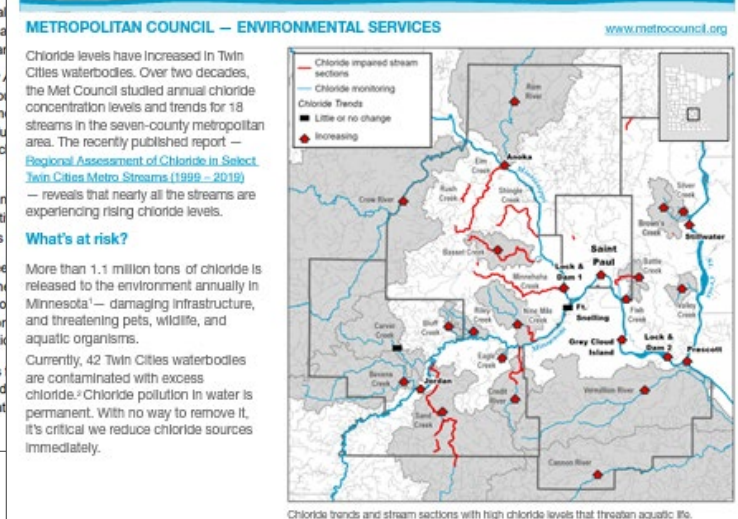 METROPOLITAN COUNCIL — ENVIRONMENTAL SERVICES
www.metrocouncil.org
Chloride levels have increased in Twin
Cities waterbodies. Over two decades,
the Met Council studied annual chloride
concentration levels and trends for 18
streams in the seven-county metropolitan
area. The recently published report —
Regional Assessment of Chloride in Select
Twin Cities Metro Streams (1999 – 2019)
— reveals that nearly all the streams are
experiencing rising chloride levels.
What's at risk?
More than 1.1 million tons of chloride is
released to the environment annually in
Minnesota¹— damaging infrastructure,
and threatening pets, wildlife, and
aquatic organisms.
Currently, 42 Twin Cities waterbodies
are contaminated with excess
chloride.² Chloride pollution in water is
permanent. With no way to remove it,
it's critical we reduce chloride sources
immediately.
Chloride impaired stream
sections
Chloride monitoring
Chloride Trends
Little or no change
Increasing
Rum
River
Elm
Creek
Anoka
Mississippi
Rush
Creek
Shingle
Creek
Crow River
Silver
Creek
Brown's
Creek
Stillwater
Basset Creek
Saint
Paul
Lock &
Dam 1
Battle
Creek
Minnehaha
Creek
Valley
Creek
Ft.
Snelling
Fish
Creek
Carver
Creek
Bluff
Creek
Riley
Creek
Nine Mile
Creek
Minnesota
Grey Cloud
Island
Lock &
Dam 2
Prescott
Eagle
Creek
Bevens
Creek
Jordan
Credit
River
Vermillion River
Sand
Creek
Cannon River
Chloride trends and stream sections with high chloride levels that threaten aquatic life.